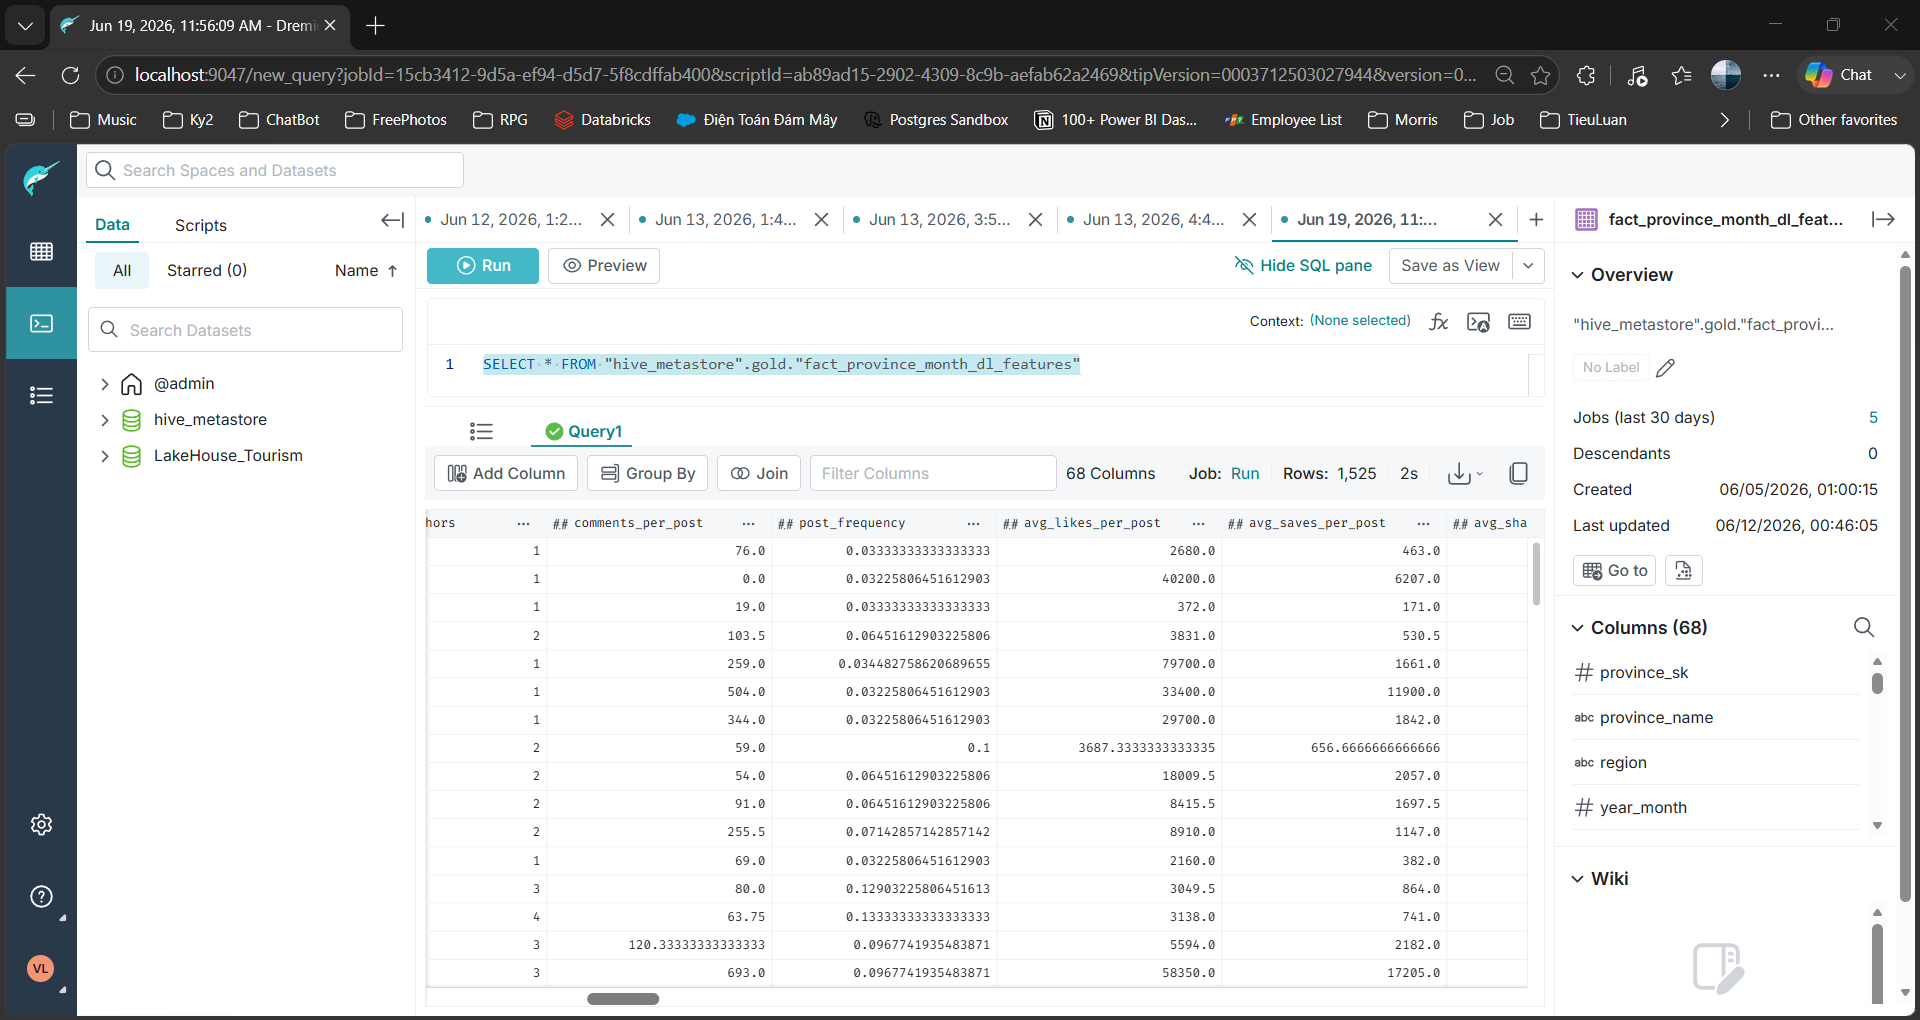 Jun 19, 2026, 11:56:09 AM - Dremi
localhost:9047/new_query?jobId=15cb3412-9d5a-ef94-d5d7-5f8cdffab400&scriptId=ab89ad15-2902-4309-8c9b-aefab62a2469&tipVersion=0003712503027944&version=0...
Chat
Music Ky2 ChatBot FreePhotos RPG Databricks Điện Toán Đám Mây Postgres Sandbox 100+ Power BI Das... Employee List Morris Job TieuLuan Other favorites
Search Spaces and Datasets
Data Scripts
All Starred (0) Name
Search Datasets
@admin
hive_metastore
LakeHouse_Tourism
VL
Jun 12, 2026, 1:2... Jun 13, 2026, 1:4... Jun 13, 2026, 3:5... Jun 13, 2026, 4:4... Jun 19, 2026, 11:...
Run Preview Hide SQL pane Save as View
Context: (None selected) fx
1 SELECT * FROM "hive_metastore".gold."fact_province_month_dl_features"
Query1
Add Column Group By Join Filter Columns 68 Columns Job: Run Rows: 1,525 2s
hors ... ## comments_per_post ... ## post_frequency ... ## avg_likes_per_post ... ## avg_saves_per_post ... ## avg_sha
1 76.0 0.03333333333333333 2680.0 463.0
1 0.0 0.03225806451612903 40200.0 6207.0
1 19.0 0.03333333333333333 372.0 171.0
2 103.5 0.06451612903225806 3831.0 530.5
1 259.0 0.034482758620689655 79700.0 1661.0
1 504.0 0.03225806451612903 33400.0 11900.0
1 344.0 0.03225806451612903 29700.0 1842.0
2 59.0 0.1 3687.3333333333335 656.6666666666666
2 54.0 0.06451612903225806 18009.5 2057.0
2 91.0 0.06451612903225806 8415.5 1697.5
2 255.5 0.07142857142857142 8910.0 1147.0
1 69.0 0.03225806451612903 2160.0 382.0
3 80.0 0.12903225806451613 3049.5 864.0
4 63.75 0.13333333333333333 3138.0 741.0
3 120.33333333333333 0.0967741935483871 5594.0 2182.0
3 693.0 0.0967741935483871 58350.0 17205.0
fact_province_month_dl_feat...
Overview
"hive_metastore".gold."fact_provi...
No Label
Jobs (last 30 days) 5
Descendants 0
Created 06/05/2026, 01:00:15
Last updated 06/12/2026, 00:46:05
Go to
Columns (68)
# province_sk
abc province_name
abc region
# year_month
Wiki